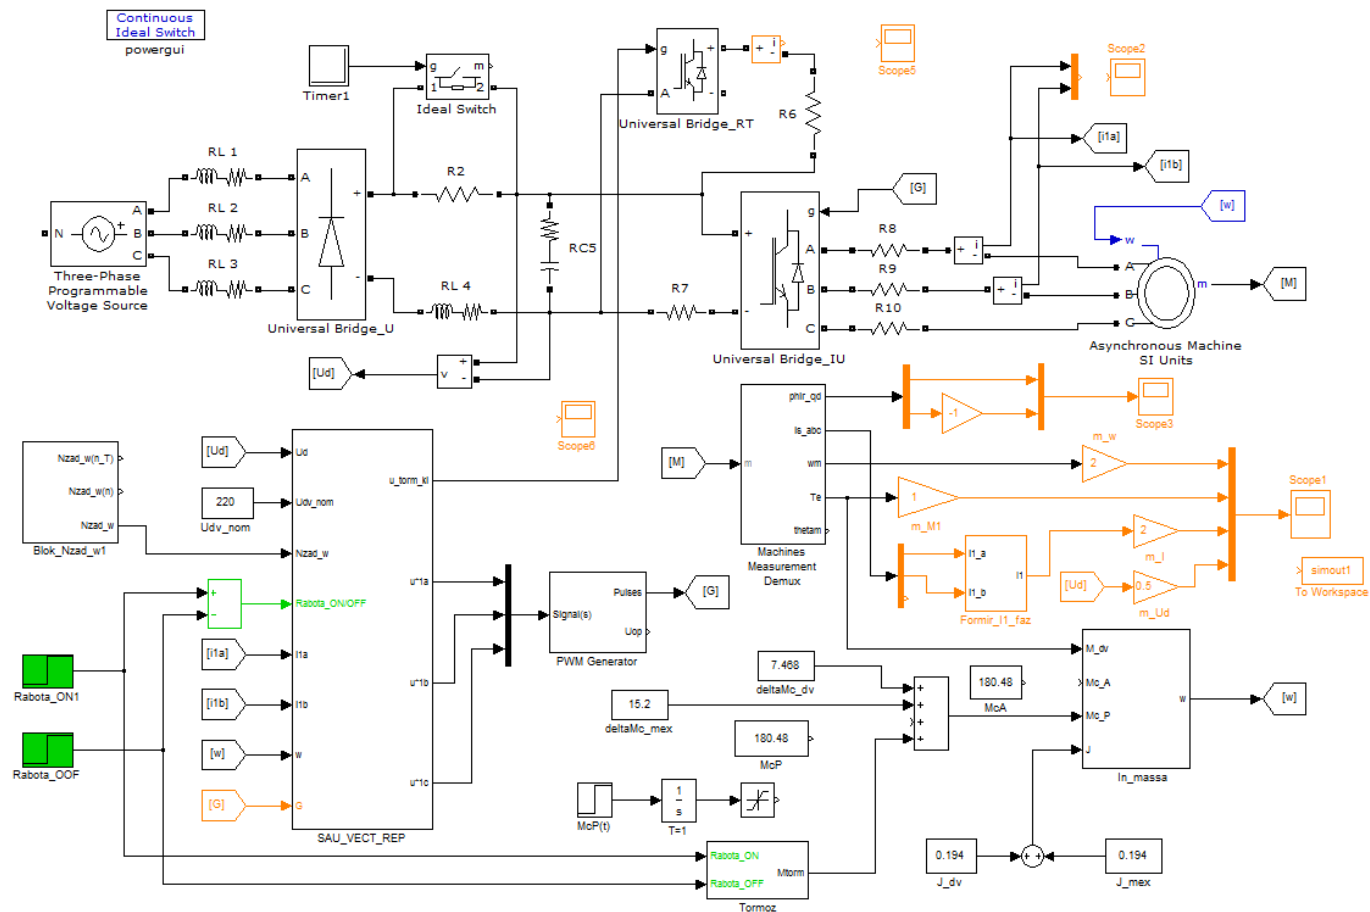 Continuous
Ideal Switch
powergui
Timer1
g
m
1
2
Ideal Switch
g
A
+
-
Universal Bridge_RT
+
i
-
R6
Scope5
Scope2
[i1a]
[i1b]
[G]
[w]
RL 1
RL 2
RL 3
N
+
A
B
C
Three-Phase
Programmable
Voltage Source
A
B
C
+
-
Universal Bridge_U
R2
RC5
RL 4
R7
g
+
-
A
B
C
Universal Bridge_IU
R8
R9
R10
+
i
-
+
i
-
w
A
B
C
m
[M]
Asynchronous Machine
SI Units
[Ud]
v
+
-
Scope6
[M]
m
phir_qd
is_abc
wm
Te
thetam
Machines
Measurement
Demux
-1
Scope3
m_w
2
1
m_M1
2
m_I
I1_a
I1_b
I1
Formir_I1_faz
[Ud]
0.5
m_Ud
Scope1
simout1
To Workspace
Nzad_w(n_T)
Nzad_w(n)
Nzad_w
Blok_Nzad_w1
[Ud]
220
Udv_nom
+
-
[i1a]
[i1b]
[w]
[G]
Rabota_ON1
Rabota_OOF
Ud
Udv_nom
Nzad_w
Rabota_ON/OFF
I1a
I1b
w
G
u_torm_kl
u^1a
u^1b
u^1c
SAU_VECT_REP
Signal(s)
Pulses
Uop
PWM Generator
[G]
7.468
deltaMc_dv
15.2
deltaMc_mex
180.48
McP
180.48
McA
+
+
+
+
M_dv
Mc_A
Mc_P
J
w
In_massa
[w]
McP(t)
1
s
T=1
Rabota_ON
Rabota_OFF
Mtorm
Tormoz
0.194
J_dv
+ +
0.194
J_mex